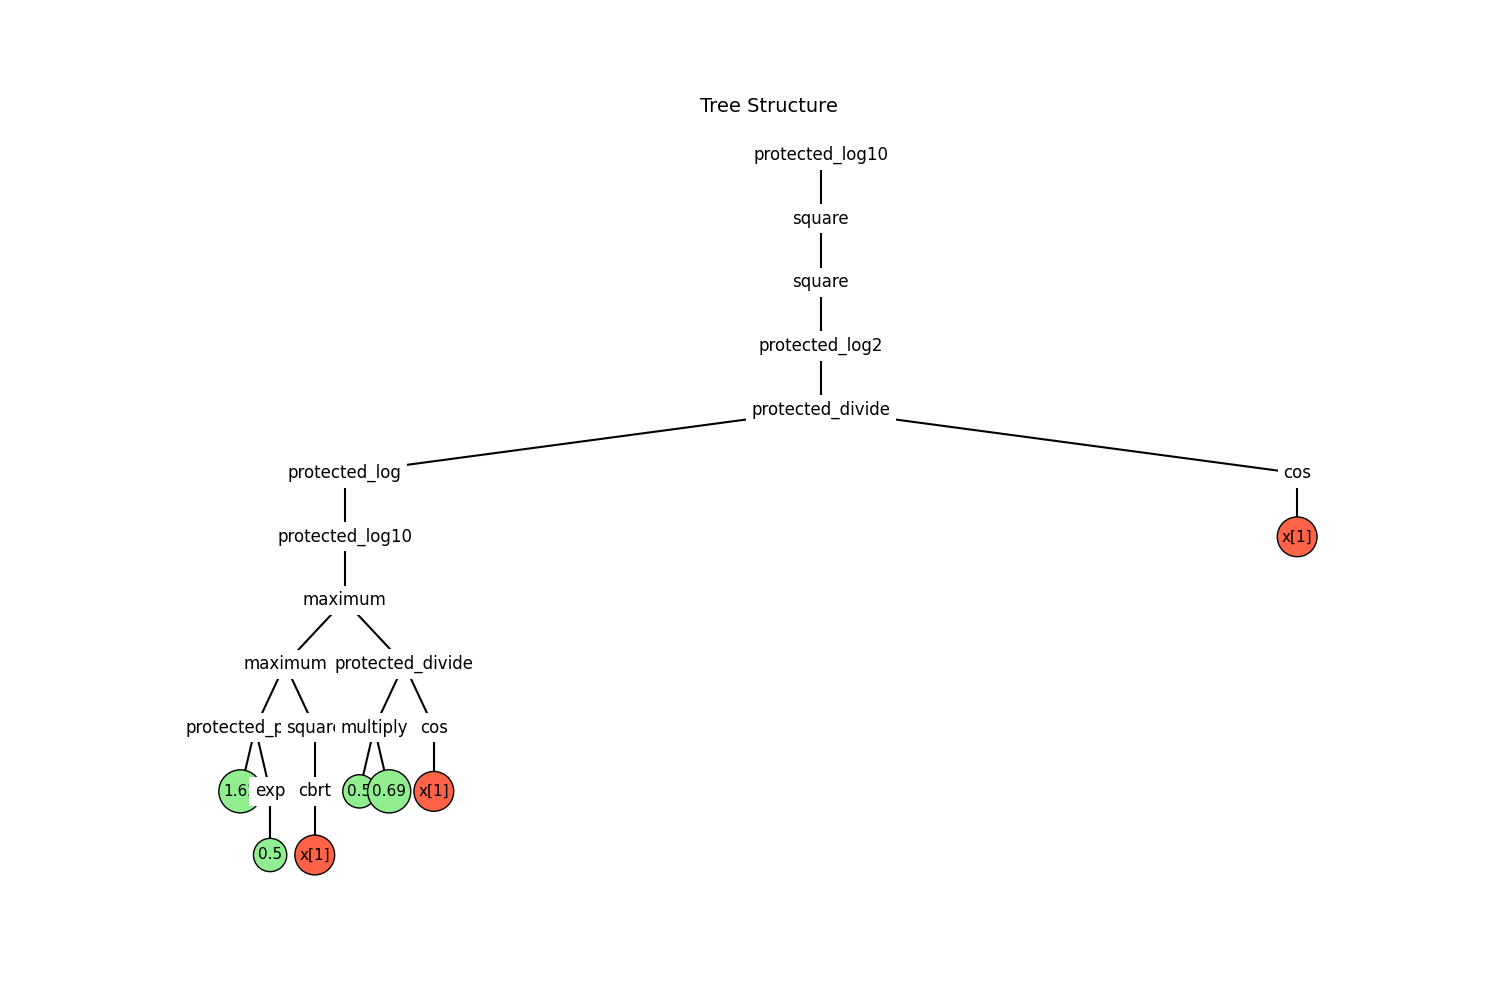 Tree Structure
protected_log10
square
square
protected_log2
protected_divide
protected_log cos
protected_log10 x[1]
maximum
maximum protected_divide
protected_p square multiply cos
1.6 exp cbrt 0.5 0.69 x[1]
0.5 x[1]